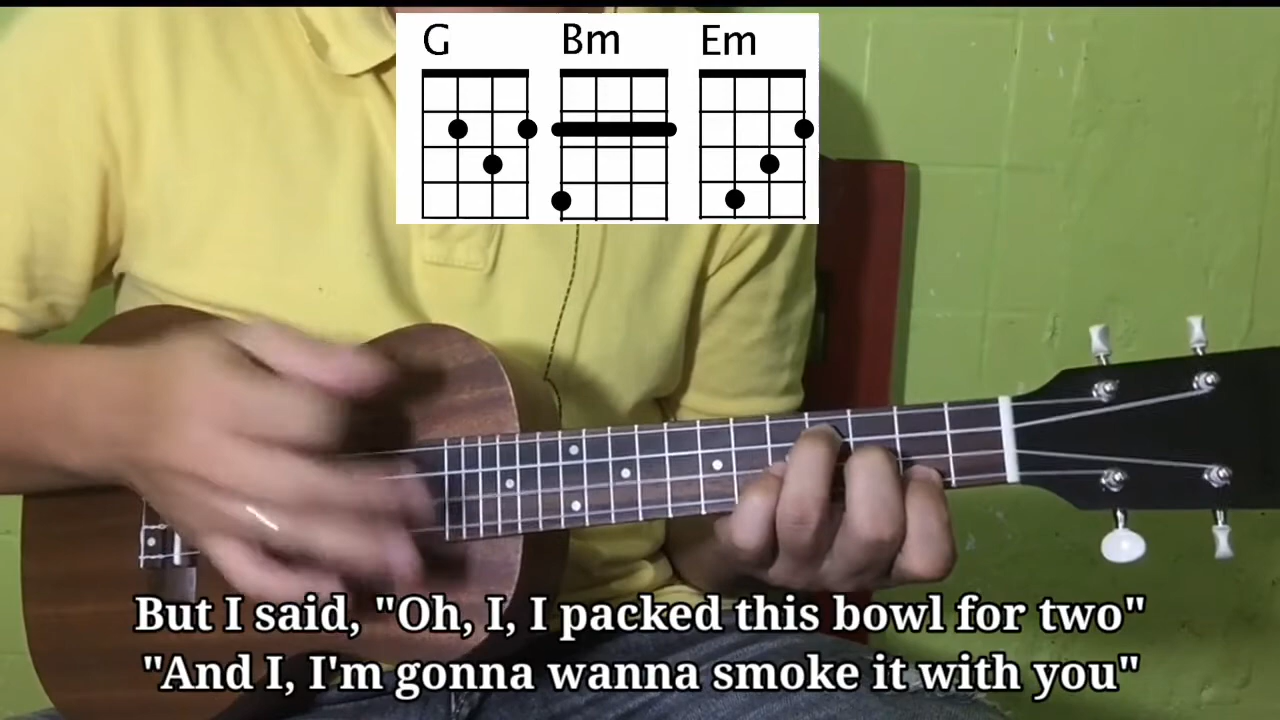 G Bm Em
But I said, "Oh, I, I packed this bowl for two"
"And I, I'm gonna wanna smoke it with you"